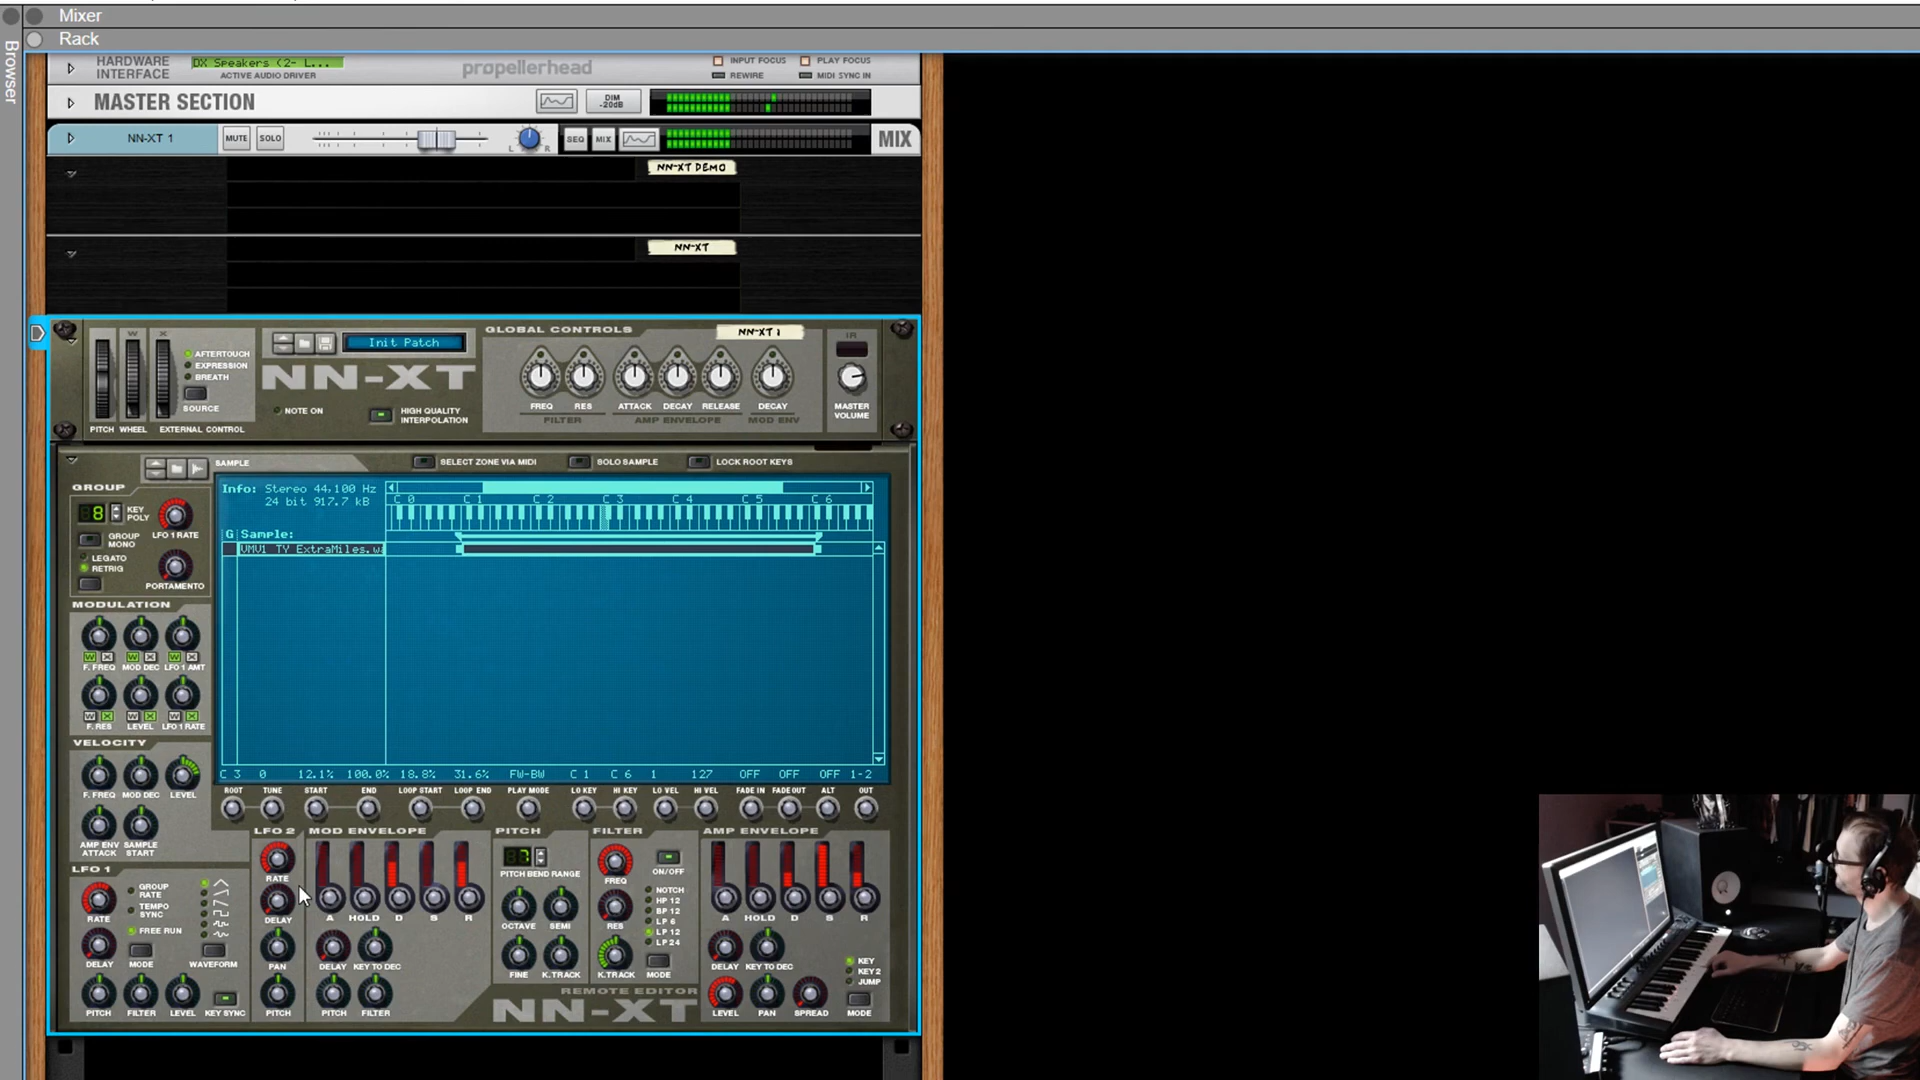 Mixer
Rack
Browser
HARDWARE INTERFACE
DX Speakers (2- L...
ACTIVE AUDIO DRIVER
propellerhead
INPUT FOCUS
PLAY FOCUS
REWIRE
MIDI SYNC IN
MASTER SECTION
DIM -20dB
NN-XT 1
MUTE
SOLO
L
R
SEQ
MIX
MIX
NN-XT DEMO
NN-XT
W
X
AFTERTOUCH
EXPRESSION
BREATH
SOURCE
PITCH
WHEEL
EXTERNAL CONTROL
Init Patch
NN-XT
NOTE ON
HIGH QUALITY INTERPOLATION
GLOBAL CONTROLS
NN-XT 1
FREQ
RES
ATTACK
DECAY
RELEASE
DECAY
FILTER
AMP ENVELOPE
MOD ENV
MASTER VOLUME
SAMPLE
SELECT ZONE VIA MIDI
SOLO SAMPLE
LOCK ROOT KEYS
GROUP
8
KEY POLY
LFO 1 RATE
GROUP MONO
LEGATO
RETRIG
PORTAMENTO
Info: Stereo 44,100 Hz
24 bit 917.7 kB
C 0 C 1 C 2 C 3 C 4 C 5 C 6
G Sample:
VMV1 TY ExtraMiles.wa
MODULATION
W X W X W X
F. FREQ MOD DEC LFO 1 AMT
W X W X W X
F. RES LEVEL LFO 1 RATE
VELOCITY
F. FREQ MOD DEC LEVEL
AMP ENV ATTACK
SAMPLE START
C 3 0 12.1% 100.0% 18.8% 31.6% FW-BW C 1 C 6 1 127 OFF OFF OFF 1-2
ROOT TUNE START END LOOP START LOOP END PLAY MODE LO KEY HI KEY LO VEL HI VEL FADE IN FADE OUT ALT OUT
LFO 1
RATE
GROUP RATE
TEMPO SYNC
FREE RUN
DELAY
MODE
WAVEFORM
PITCH FILTER LEVEL KEY SYNC
LFO 2
RATE
DELAY
PAN
PITCH
MOD ENVELOPE
A HOLD D S R
DELAY KEY TO DEC
PITCH FILTER
PITCH
7
PITCH BEND RANGE
OCTAVE SEMI
FINE K.TRACK
FILTER
FREQ
ON/OFF
NOTCH
HP 12
BP 12
LP 6
LP 12
LP 24
RES
K.TRACK
MODE
AMP ENVELOPE
A HOLD D S R
DELAY KEY TO DEC
KEY
KEY 2
JUMP
LEVEL PAN SPREAD MODE
REMOTE EDITOR
NN-XT